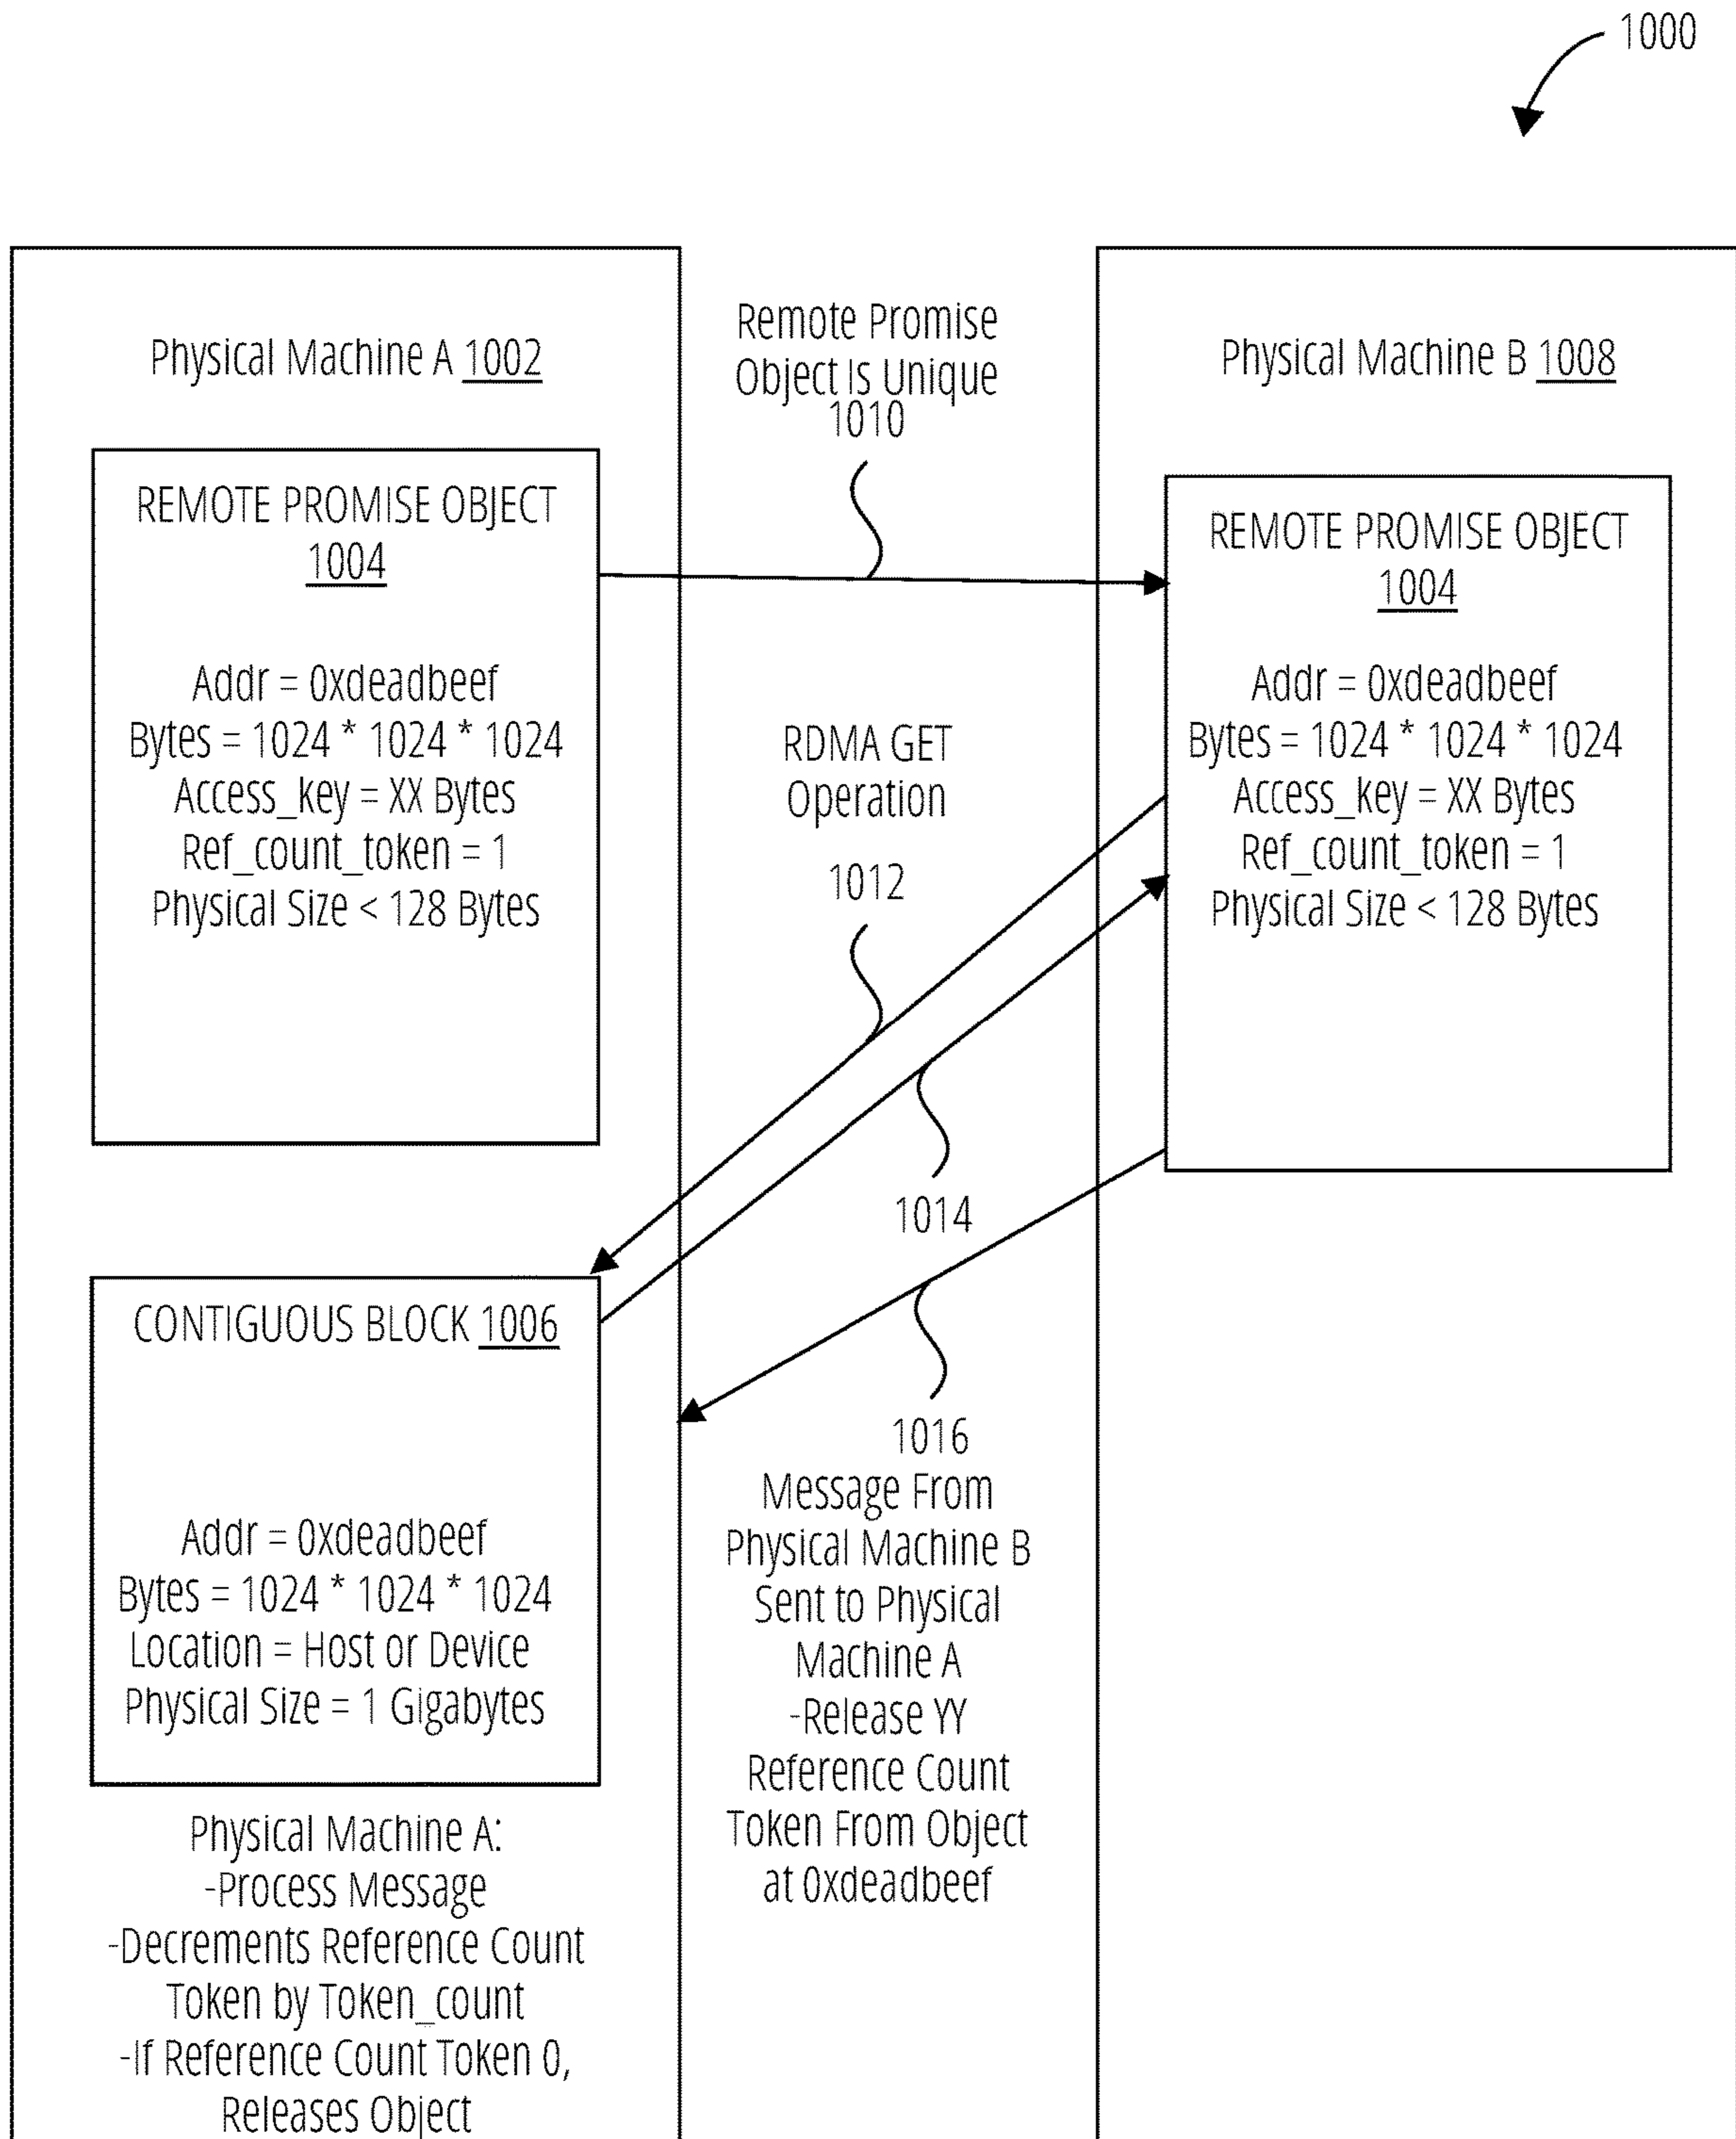 1000
Physical Machine A 1002
REMOTE PROMISE OBJECT
1004
Addr = 0xdeadbeef
Bytes = 1024 * 1024 * 1024
Access_key = XX Bytes
Ref_count_token = 1
Physical Size < 128 Bytes
CONTIGUOUS BLOCK 1006
Addr = 0xdeadbeef
Bytes = 1024 * 1024 * 1024
Location = Host or Device
Physical Size = 1 Gigabytes
Physical Machine A:
-Process Message
-Decrements Reference Count
Token by Token_count
-If Reference Count Token 0,
Releases Object
Remote Promise
Object Is Unique
1010
RDMA GET
Operation
1012
1014
1016
Message From
Physical Machine B
Sent to Physical
Machine A
-Release YY
Reference Count
Token From Object
at 0xdeadbeef
Physical Machine B 1008
REMOTE PROMISE OBJECT
1004
Addr = 0xdeadbeef
Bytes = 1024 * 1024 * 1024
Access_key = XX Bytes
Ref_count_token = 1
Physical Size < 128 Bytes